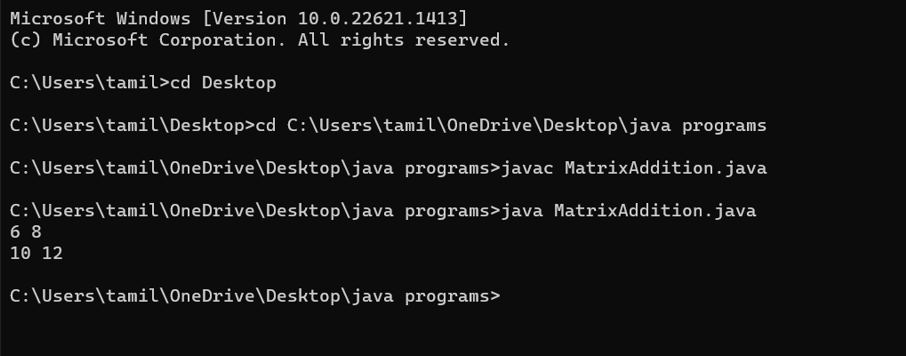 Microsoft Windows [Version 10.0.22621.1413]
(c) Microsoft Corporation. All rights reserved.
C:\Users\tamil>cd Desktop
C:\Users\tamil\Desktop>cd C:\Users\tamil\OneDrive\Desktop\java programs
C:\Users\tamil\OneDrive\Desktop\java programs>javac MatrixAddition.java
C:\Users\tamil\OneDrive\Desktop\java programs>java MatrixAddition.java
6 8
10 12
C:\Users\tamil\OneDrive\Desktop\java programs>